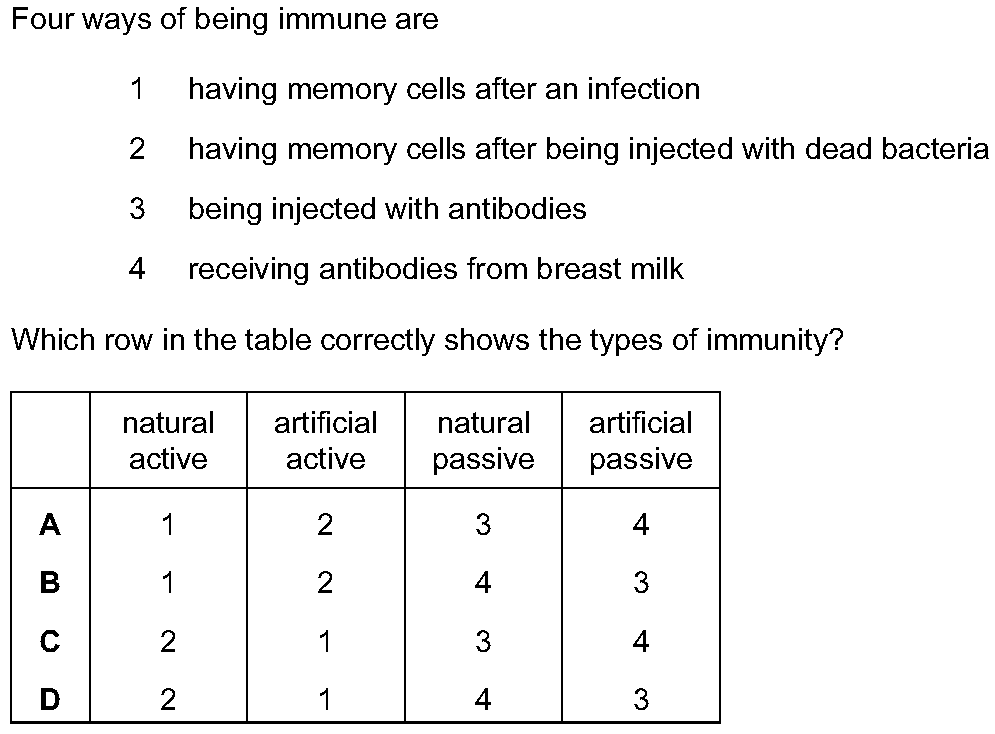 Four ways of being immune are
1 having memory cells after an infection
2 having memory cells after being injected with dead bacteria
3 being injected with antibodies
4 receiving antibodies from breast milk
Which row in the table correctly shows the types of immunity?
natural active artificial active natural passive artificial passive
A 1 2 3 4
B 1 2 4 3
C 2 1 3 4
D 2 1 4 3